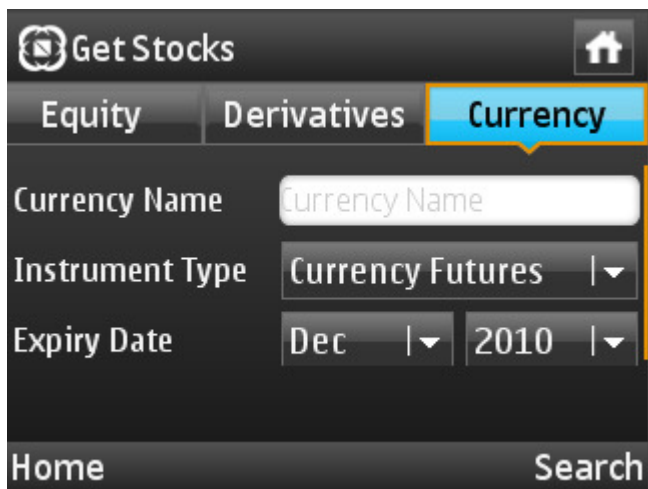 Get Stocks
Equity Derivatives Currency
Currency Name Currency Name
Instrument Type Currency Futures
Expiry Date Dec 2010
Home Search